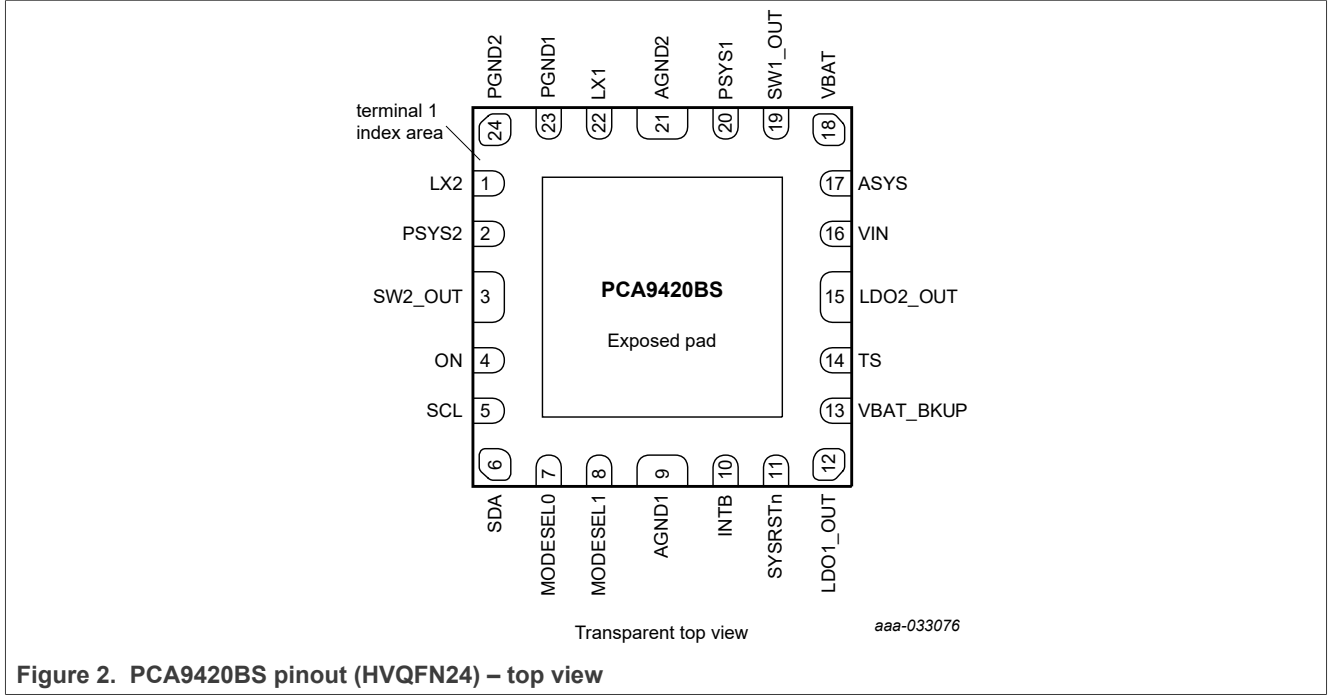 PGND2
PGND1
LX1
AGND2
PSYS1
SW1_OUT
VBAT
terminal 1
index area
24
23
22
21
20
19
18
LX2 1
17 ASYS
PSYS2 2
16 VIN
SW2_OUT 3
PCA9420BS
15 LDO2_OUT
Exposed pad
ON 4
14 TS
SCL 5
13 VBAT_BKUP
6
7
8
9
10
11
12
SDA
MODESEL0
MODESEL1
AGND1
INTB
SYSRSTn
LDO1_OUT
Transparent top view
aaa-033076
Figure 2. PCA9420BS pinout (HVQFN24) – top view